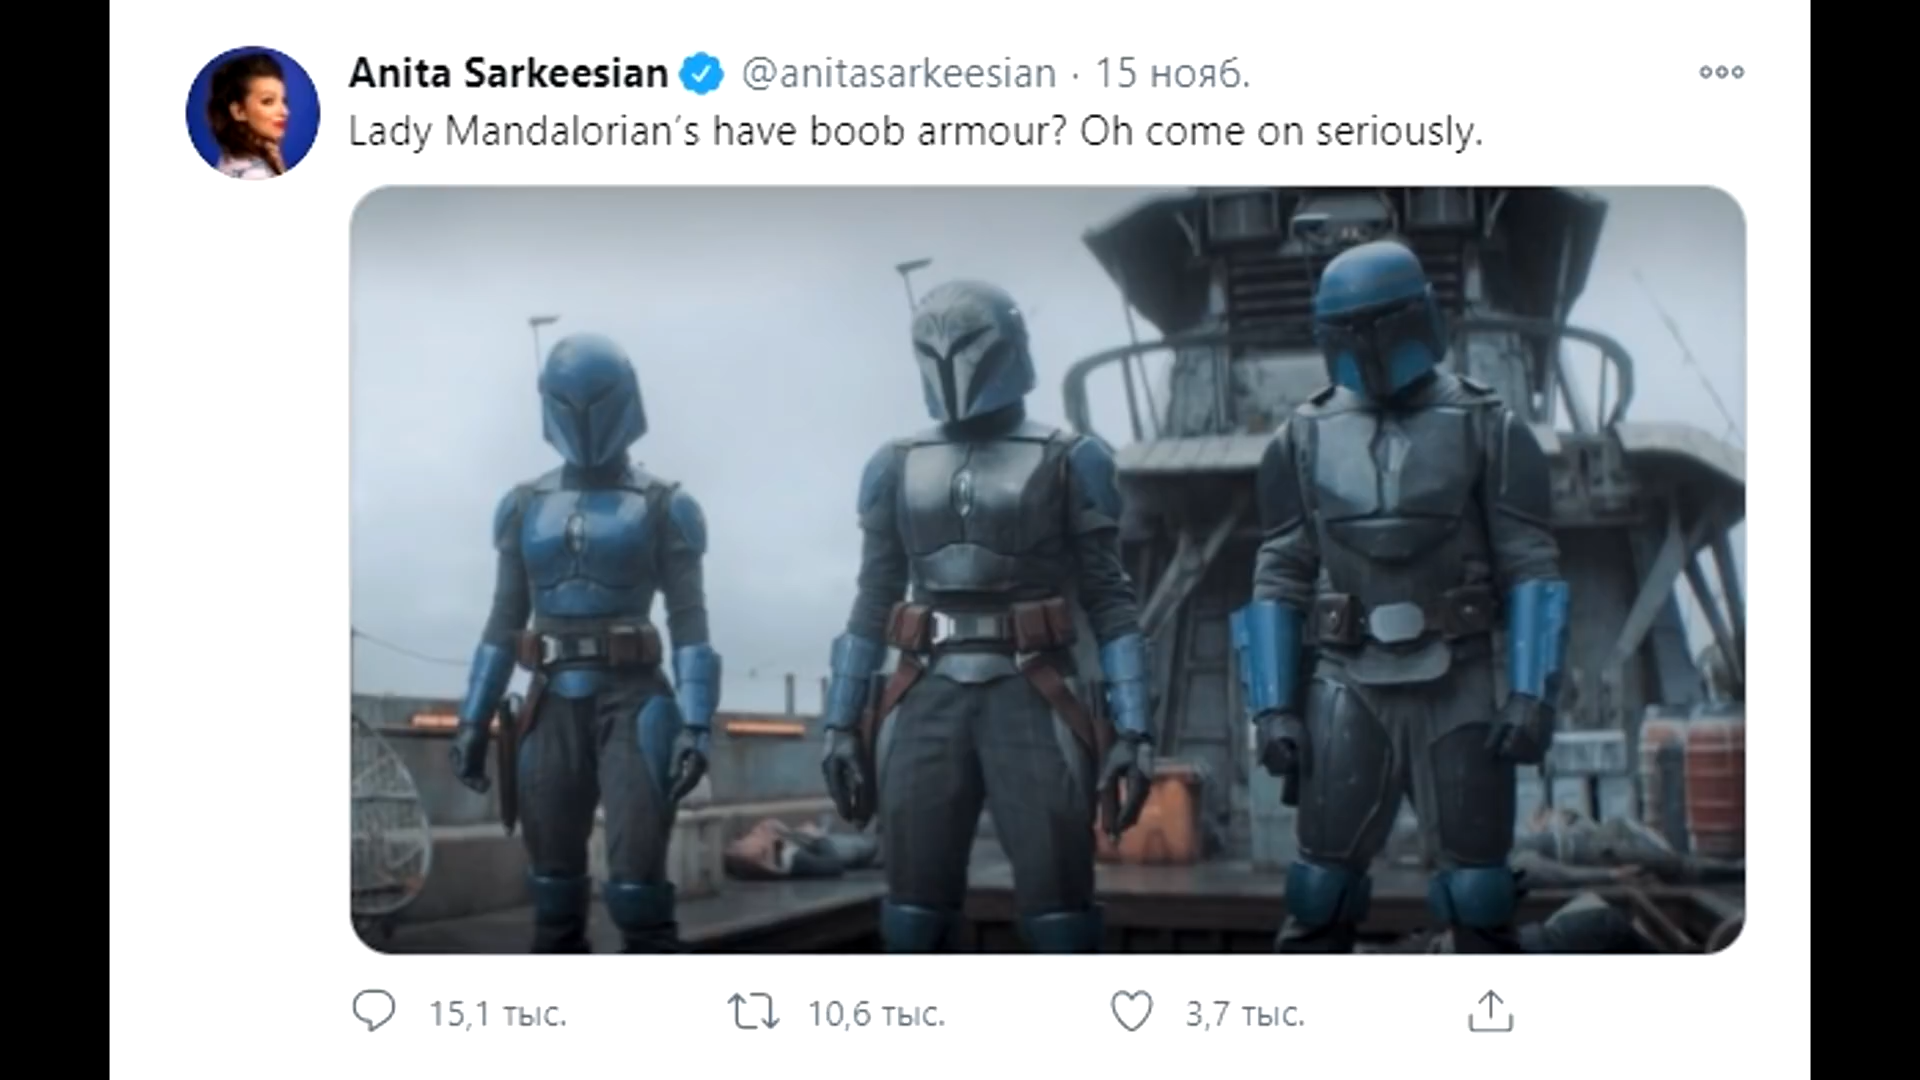 Anita Sarkeesian @anitasarkeesian · 15 нояб.
Lady Mandalorian´s have boob armour? Oh come on seriously.
15,1 тыс. 10,6 тыс. 3,7 тыс.